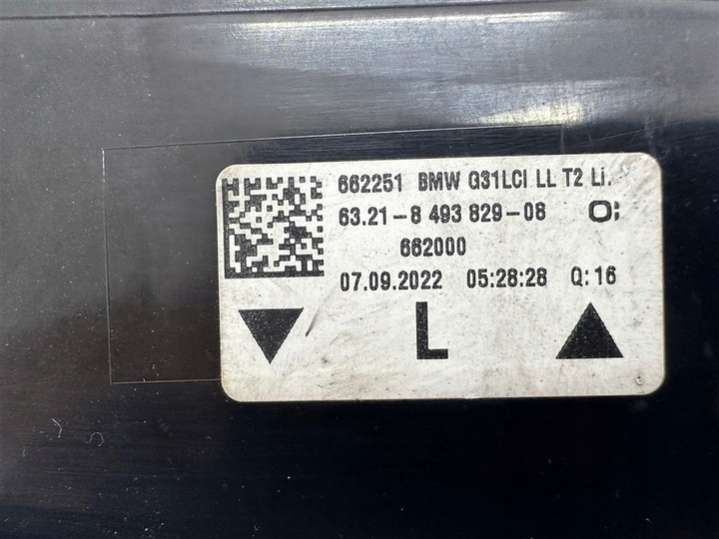 662251 BMW G31LCI LL T2 Li.
63.21-8 493 829-08 O:
662000
07.09.2022 05:28:28 Q:16
L